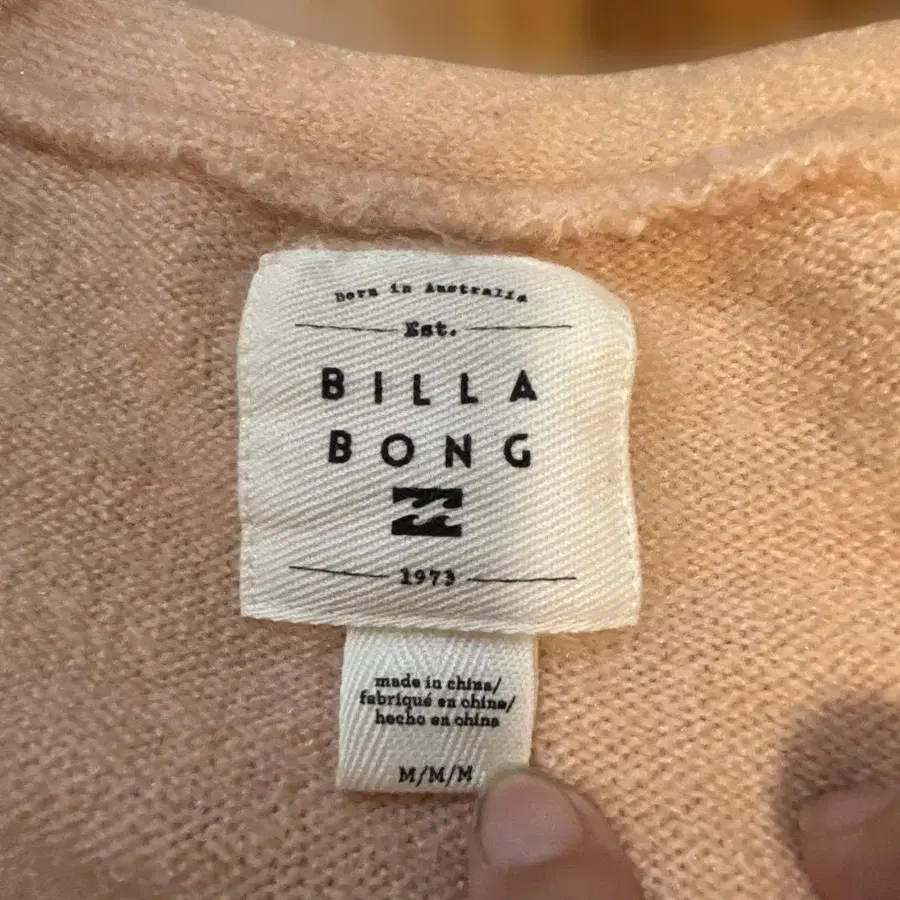 Born in Australia
Est.
BILLA
BONG
1973
made in china/
fabriqué en chine/
hecho en china
M/M/M